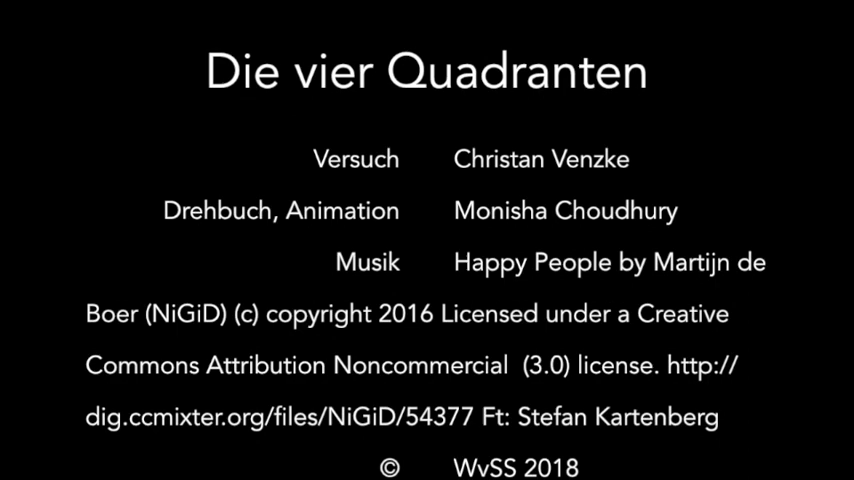 Die vier Quadranten
Versuch Christan Venzke
Drehbuch, Animation Monisha Choudhury
Musik Happy People by Martijn de
Boer (NiGiD) (c) copyright 2016 Licensed under a Creative
Commons Attribution Noncommercial (3.0) license. http://
dig.ccmixter.org/files/NiGiD/54377 Ft: Stefan Kartenberg
© WvSS 2018